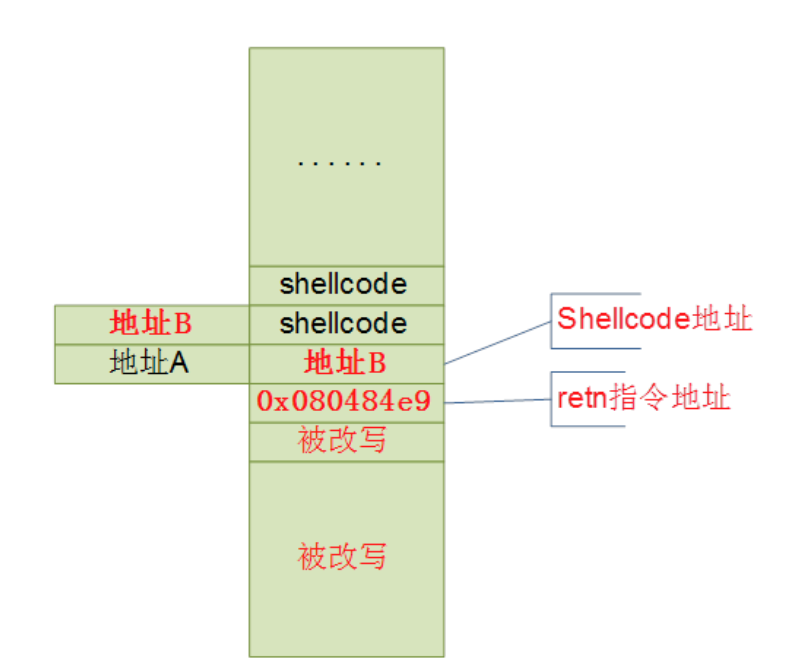 ......
shellcode
地址B
shellcode
Shellcode地址
地址A
地址B
0x080484e9
retn指令地址
被改写
被改写